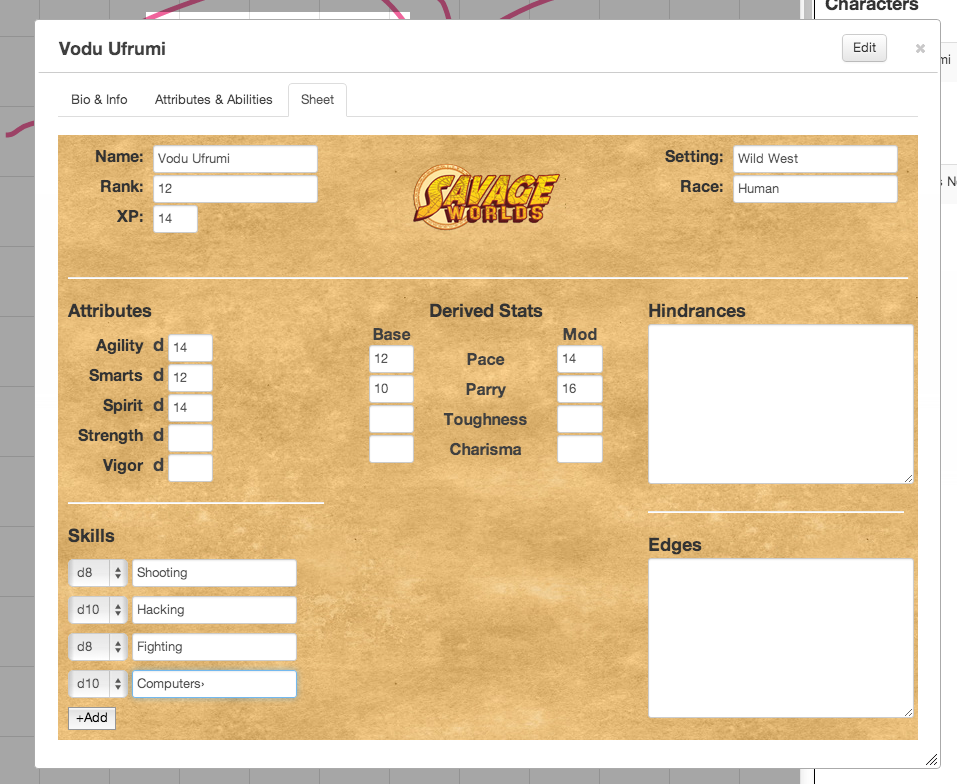 Characters
Vodu Ufrumi
Edit
×
mi
Bio & Info
Attributes & Abilities
Sheet
s N
Name:
Vodu Ufrumi
Rank:
12
XP:
14
SAVAGE
WORLDS
Setting:
Wild West
Race:
Human
Attributes
Agility d 14
Smarts d 12
Spirit d 14
Strength d
Vigor d
Derived Stats
Base Mod
12 Pace 14
10 Parry 16
Toughness
Charisma
Hindrances
Skills
d8 Shooting
d10 Hacking
d8 Fighting
d10 Computers›
+Add
Edges